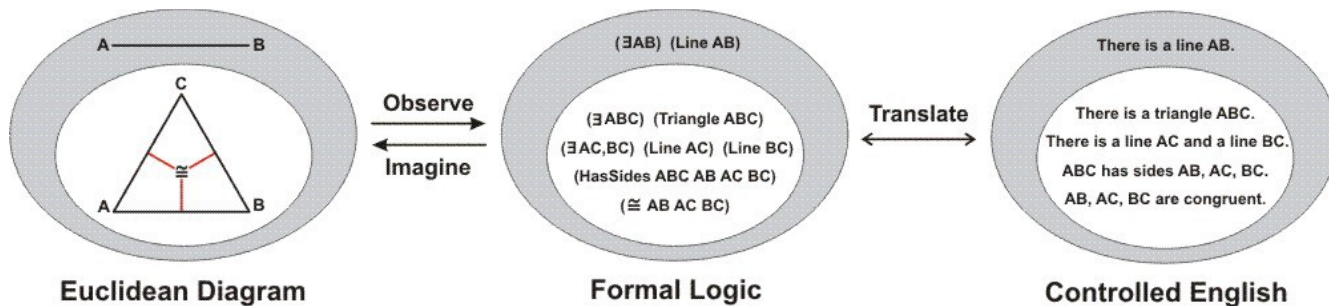 A B
C
≅
A B
Euclidean Diagram
Observe
Imagine
(∃AB) (Line AB)
(∃ABC) (Triangle ABC)
(∃AC,BC) (Line AC) (Line BC)
(HasSides ABC AB AC BC)
(≅ AB AC BC)
Formal Logic
Translate
There is a line AB.
There is a triangle ABC.
There is a line AC and a line BC.
ABC has sides AB, AC, BC.
AB, AC, BC are congruent.
Controlled English